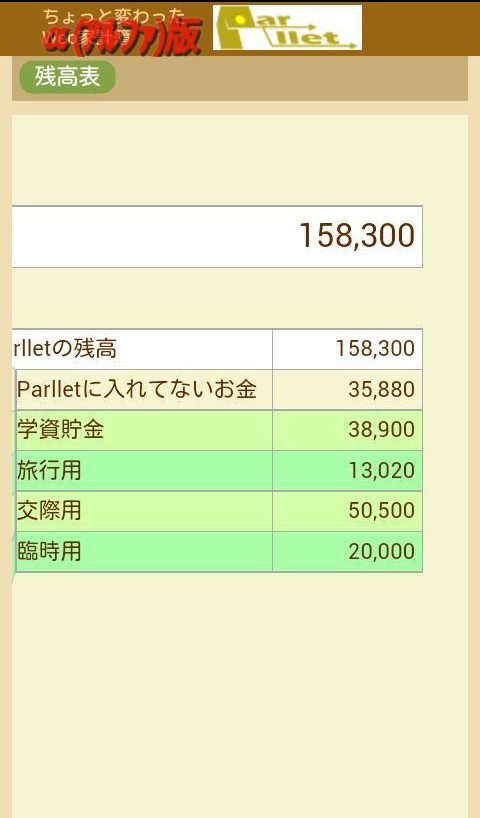 ちょっと変わった
Web家計簿
α(アルファ)版
Parllet
残高表
158,300
rlletの残高 158,300
Parlletに入れてないお金 35,880
学資貯金 38,900
旅行用 13,020
交際用 50,500
臨時用 20,000